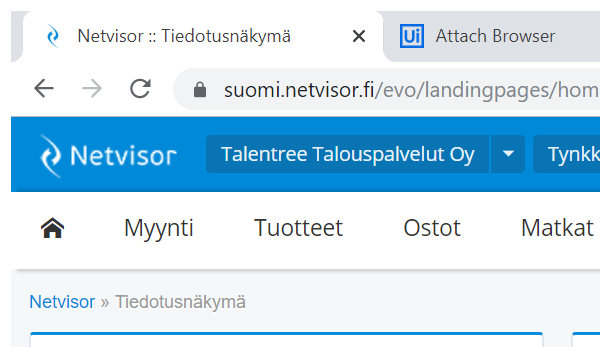 Netvisor :: Tiedotusnäkymä
Ui Attach Browser
suomi.netvisor.fi/evo/landingpages/hom
Netvisor Talentree Talouspalvelut Oy Tynkk
Myynti Tuotteet Ostot Matkat
Netvisor » Tiedotusnäkymä